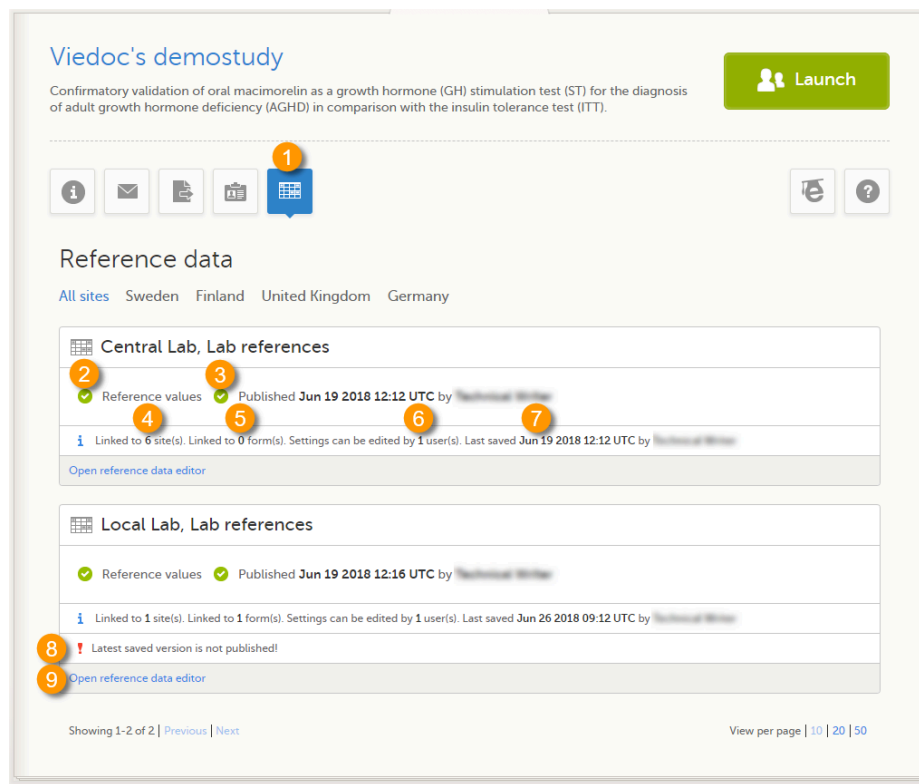 Viedoc's demostudy
Confirmatory validation of oral macimorelin as a growth hormone (GH) stimulation test (ST) for the diagnosis
of adult growth hormone deficiency (AGHD) in comparison with the insulin tolerance test (ITT).
Launch
1
Reference data
All sites Sweden Finland United Kingdom Germany
Central Lab, Lab references
2 3
Reference values Published Jun 19 2018 12:12 UTC by
4 5 6 7
Linked to 6 site(s). Linked to 0 form(s). Settings can be edited by 1 user(s). Last saved Jun 19 2018 12:12 UTC by
Open reference data editor
Local Lab, Lab references
Reference values Published Jun 19 2018 12:16 UTC by
Linked to 1 site(s). Linked to 1 form(s). Settings can be edited by 1 user(s). Last saved Jun 26 2018 09:12 UTC by
8 Latest saved version is not published!
9 Open reference data editor
Showing 1-2 of 2 | Previous | Next View per page | 10 | 20 | 50